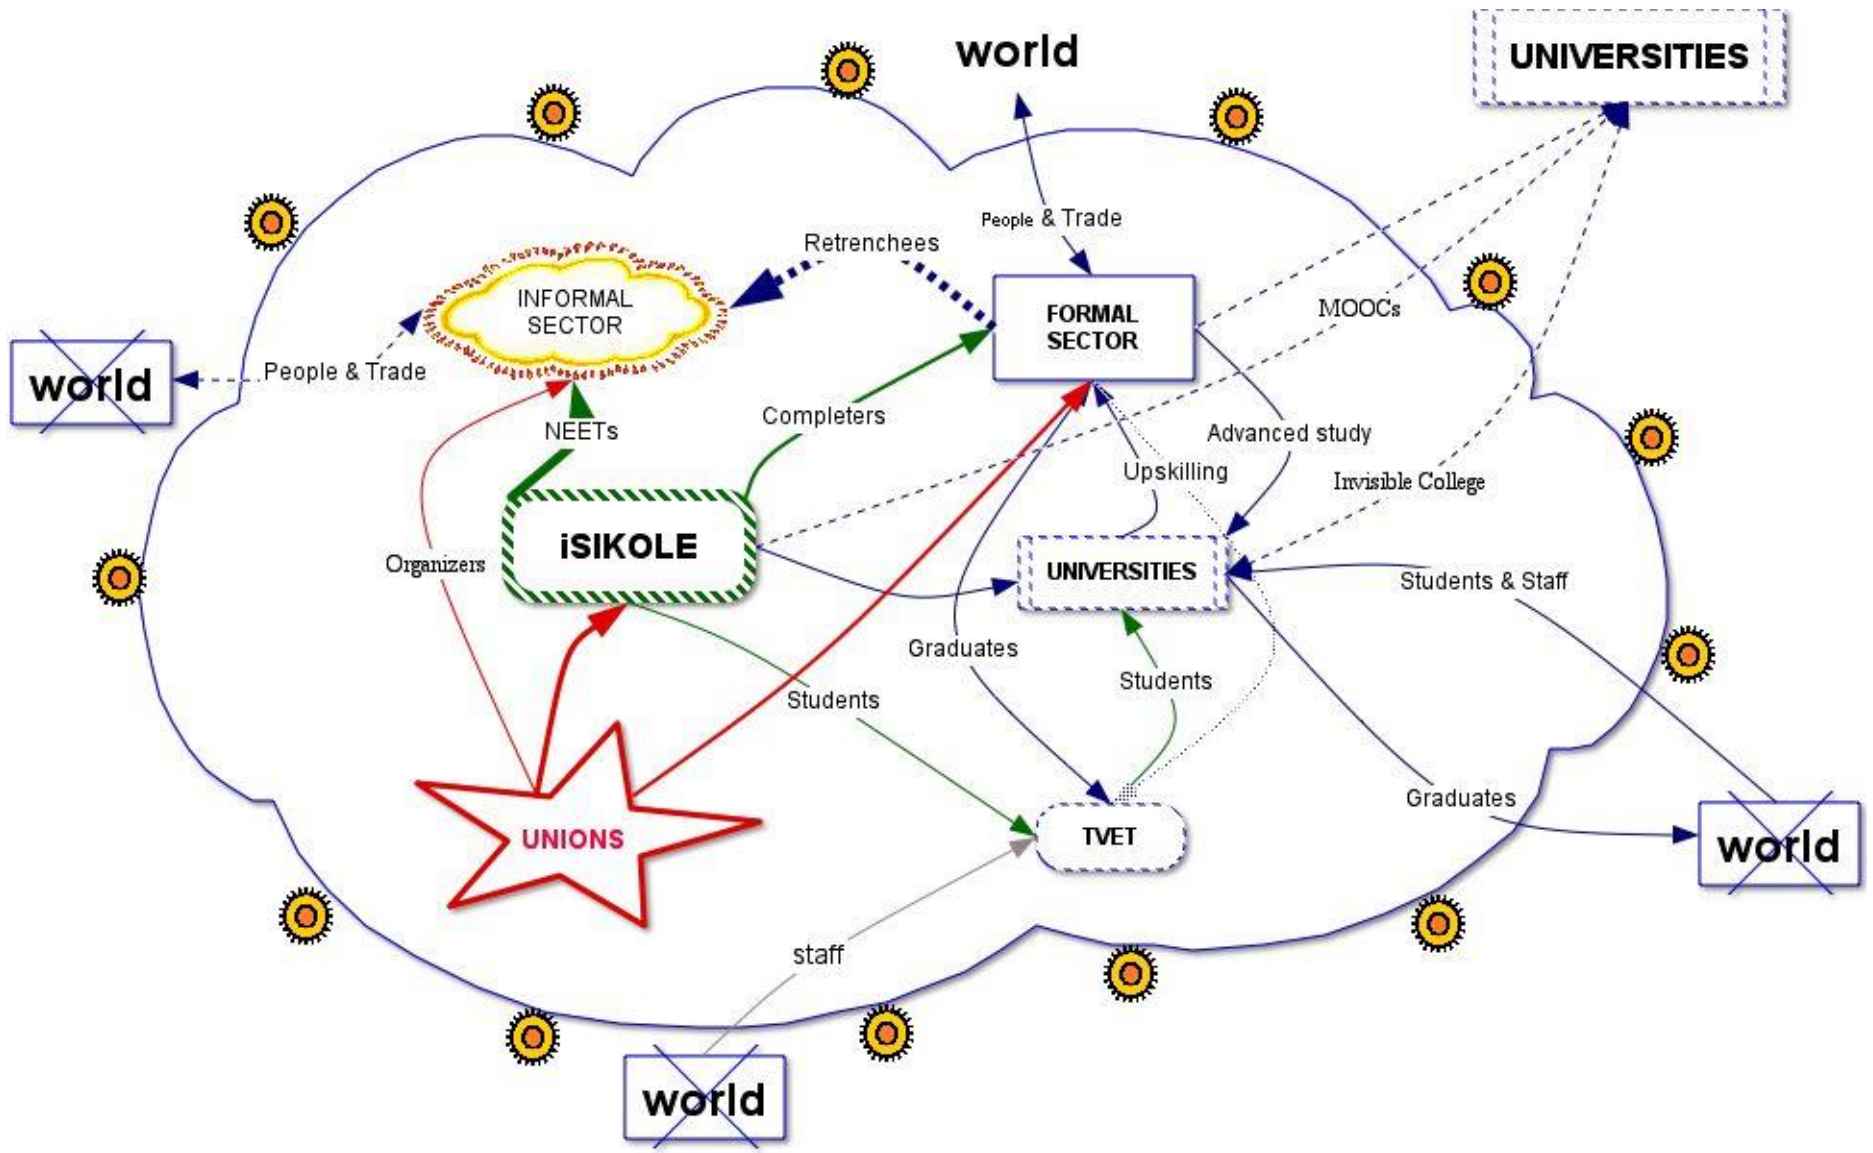 world
UNIVERSITIES
People & Trade
Retrenchees
INFORMAL
SECTOR
FORMAL
SECTOR
MOOCs
world
People & Trade
NEETs
Completers
Advanced study
Upskilling
Invisible College
iSIKOLE
Organizers
UNIVERSITIES
Students & Staff
Graduates
Students
Students
UNIONS
TVET
Graduates
world
staff
world